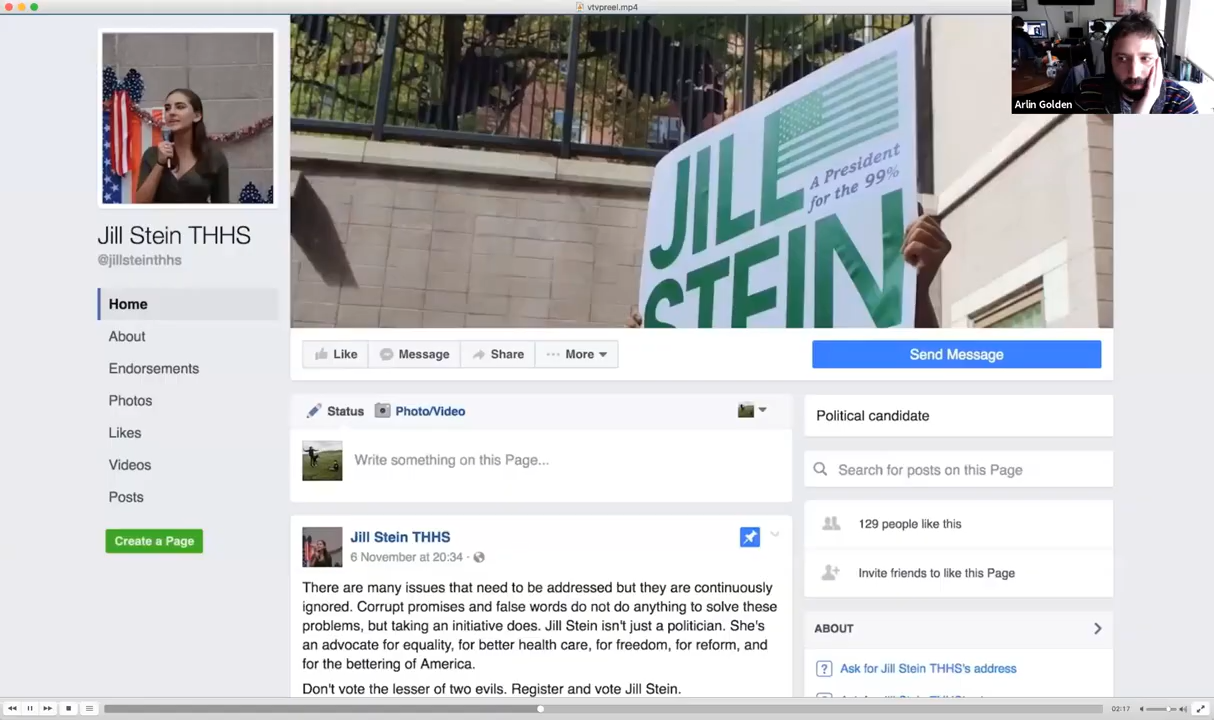 vtvpreel.mp4
Arlin Golden
JILL
STEIN
A President
for the 99%
Jill Stein THHS
@jillsteinthhs
Home
About
Endorsements
Photos
Likes
Videos
Posts
Create a Page
Like
Message
Share
More
Send Message
Status
Photo/Video
Write something on this Page...
Political candidate
Search for posts on this Page
129 people like this
Invite friends to like this Page
ABOUT
Ask for Jill Stein THHS's address
Jill Stein THHS
6 November at 20:34 ·
There are many issues that need to be addressed but they are continuously
ignored. Corrupt promises and false words do not do anything to solve these
problems, but taking an initiative does. Jill Stein isn't just a politician. She's
an advocate for equality, for better health care, for freedom, for reform, and
for the bettering of America.
Don't vote the lesser of two evils. Register and vote Jill Stein.
02:17